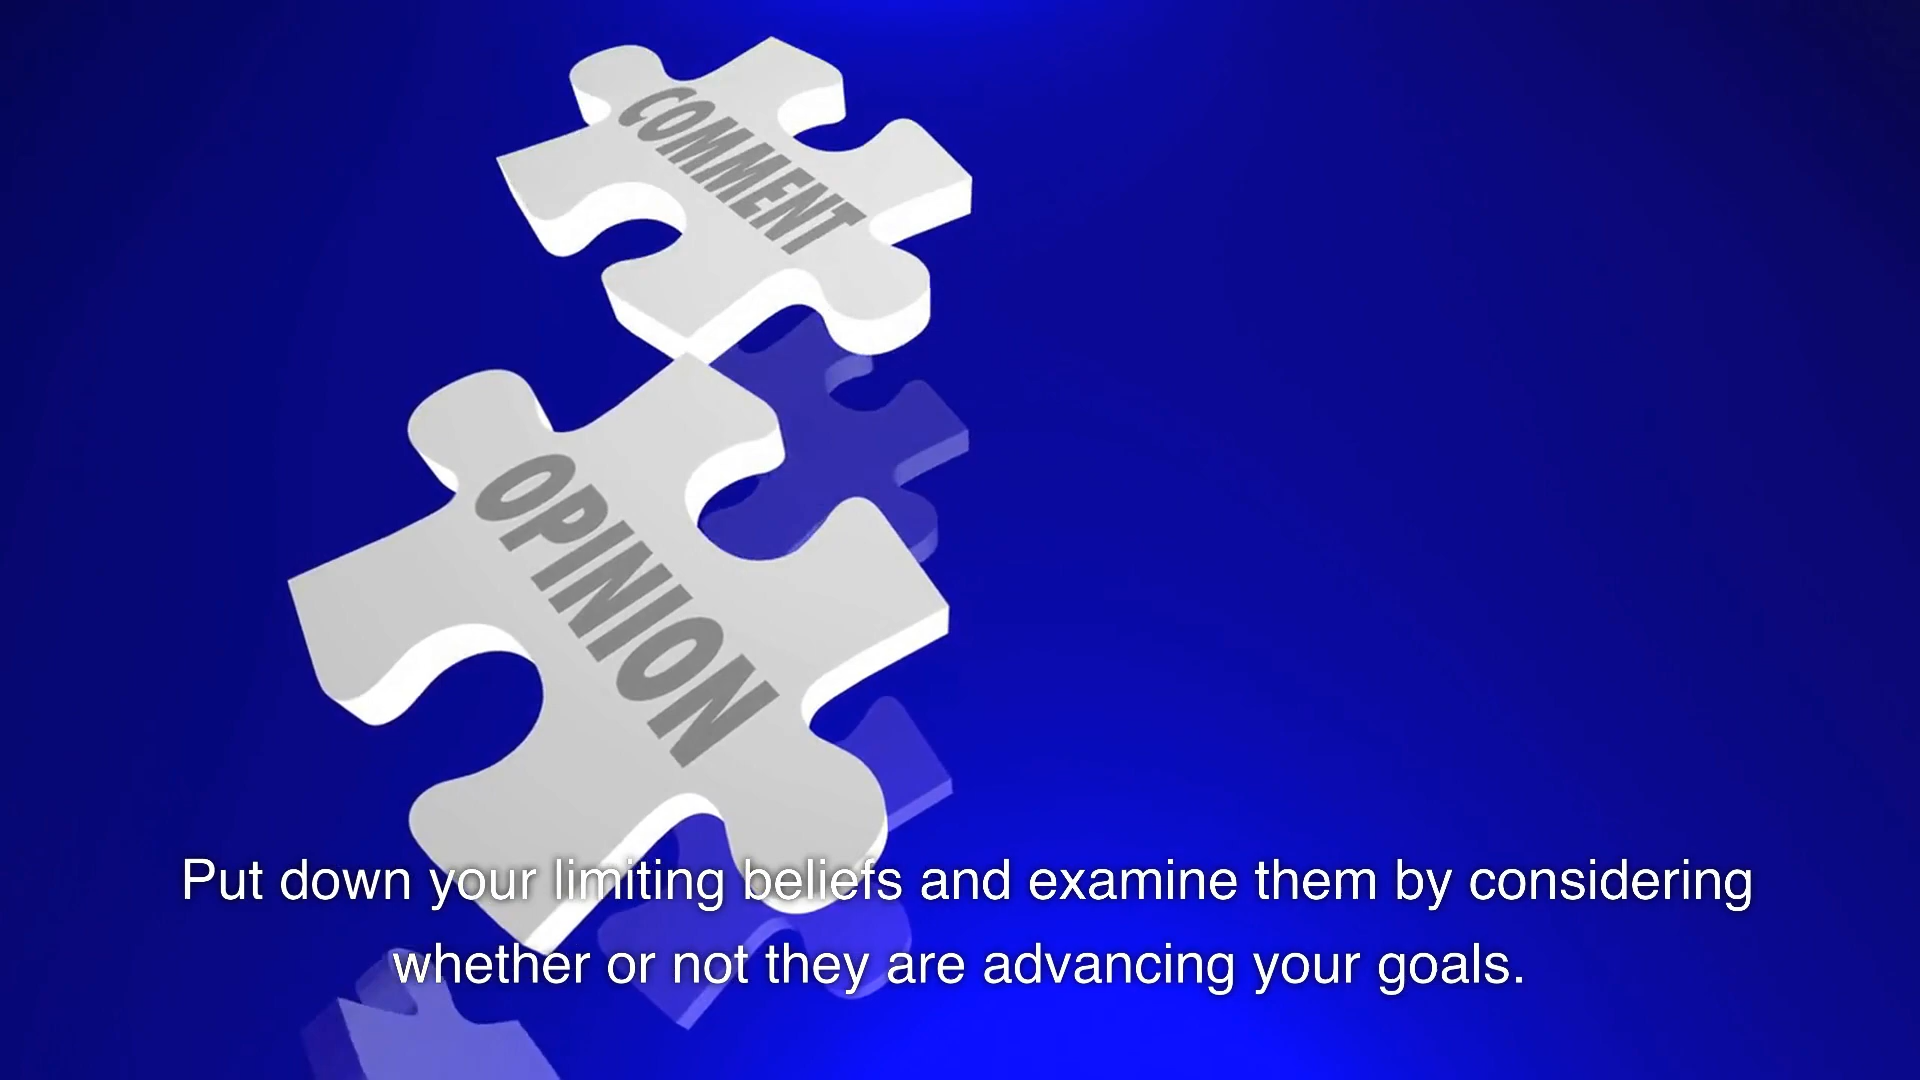 COMMENT
OPINION
Put down your limiting beliefs and examine them by considering
whether or not they are advancing your goals.